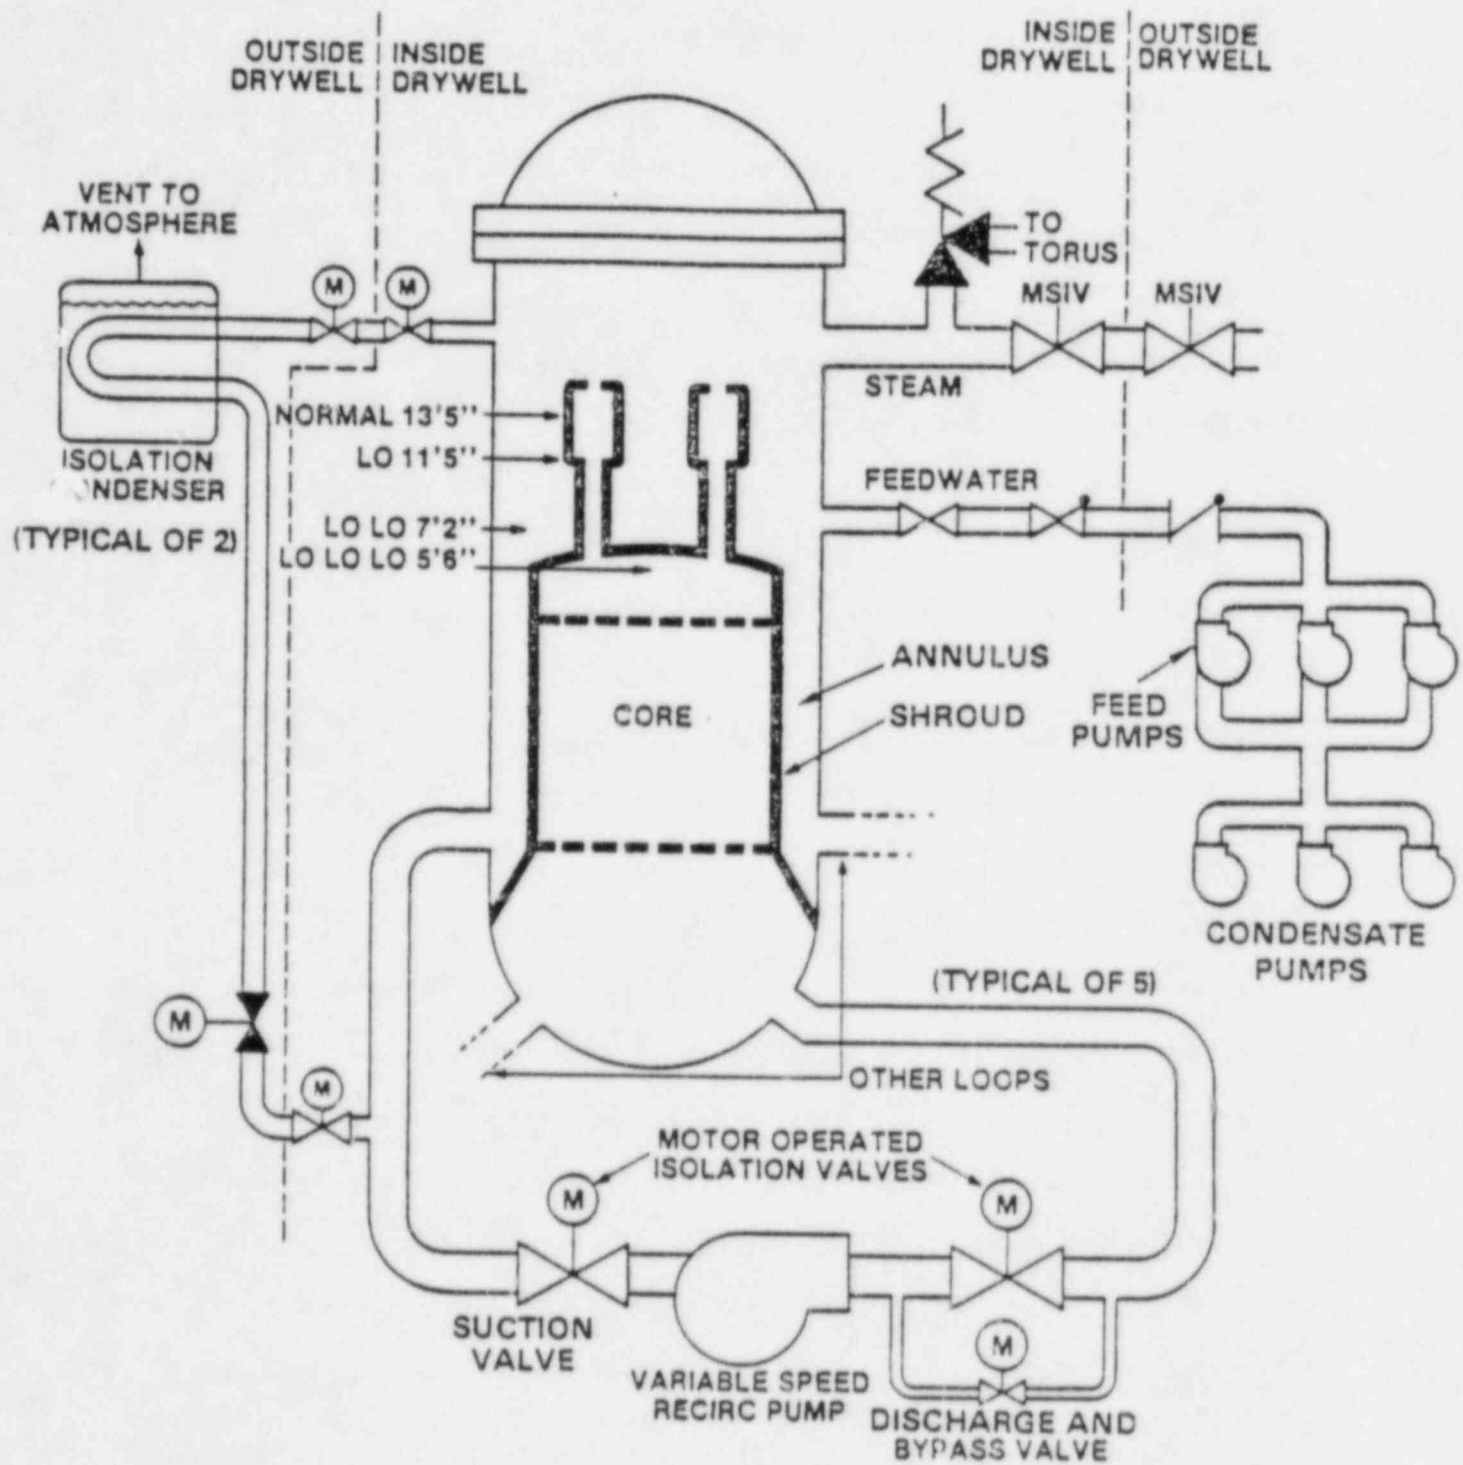 OUTSIDE
DRYWELL
INSIDE
DRYWELL
INSIDE
DRYWELL
OUTSIDE
DRYWELL
VENT TO
ATMOSPHERE
M
M
TO
TORUS
MSIV
MSIV
STEAM
NORMAL 13'5"
LO 11'5"
ISOLATION
(TYPICAL OF 2)
LO LO 7'2"
LO LO LO 5'6"
FEEDWATER
ANNULUS
SHROUD
CORE
FEED
PUMPS
CONDENSATE
PUMPS
(TYPICAL OF 5)
M
M
OTHER LOOPS
MOTOR OPERATED
ISOLATION VALVES
M
M
SUCTION
VALVE
VARIABLE SPEED
RECIRC PUMP
M
DISCHARGE AND
BYPASS VALVE